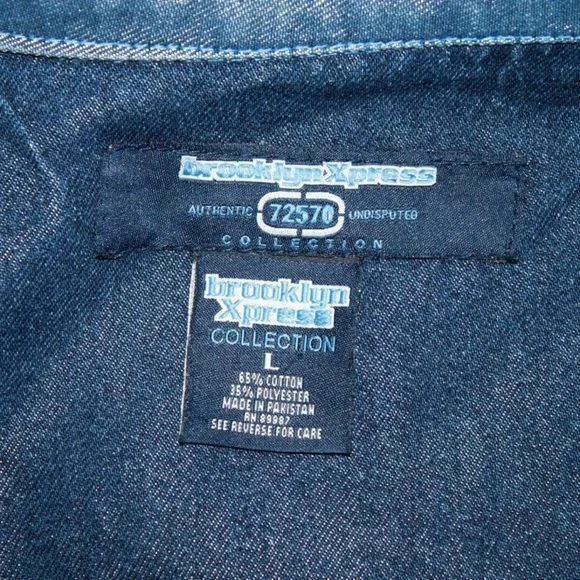 brooklyn Xpress
AUTHENTIC 72570 UNDISPUTED
COLLECTION
brooklyn
Xpress
COLLECTION
L
65% COTTON
35% POLYESTER
MADE IN PAKISTAN
RN 89987
SEE REVERSE FOR CARE